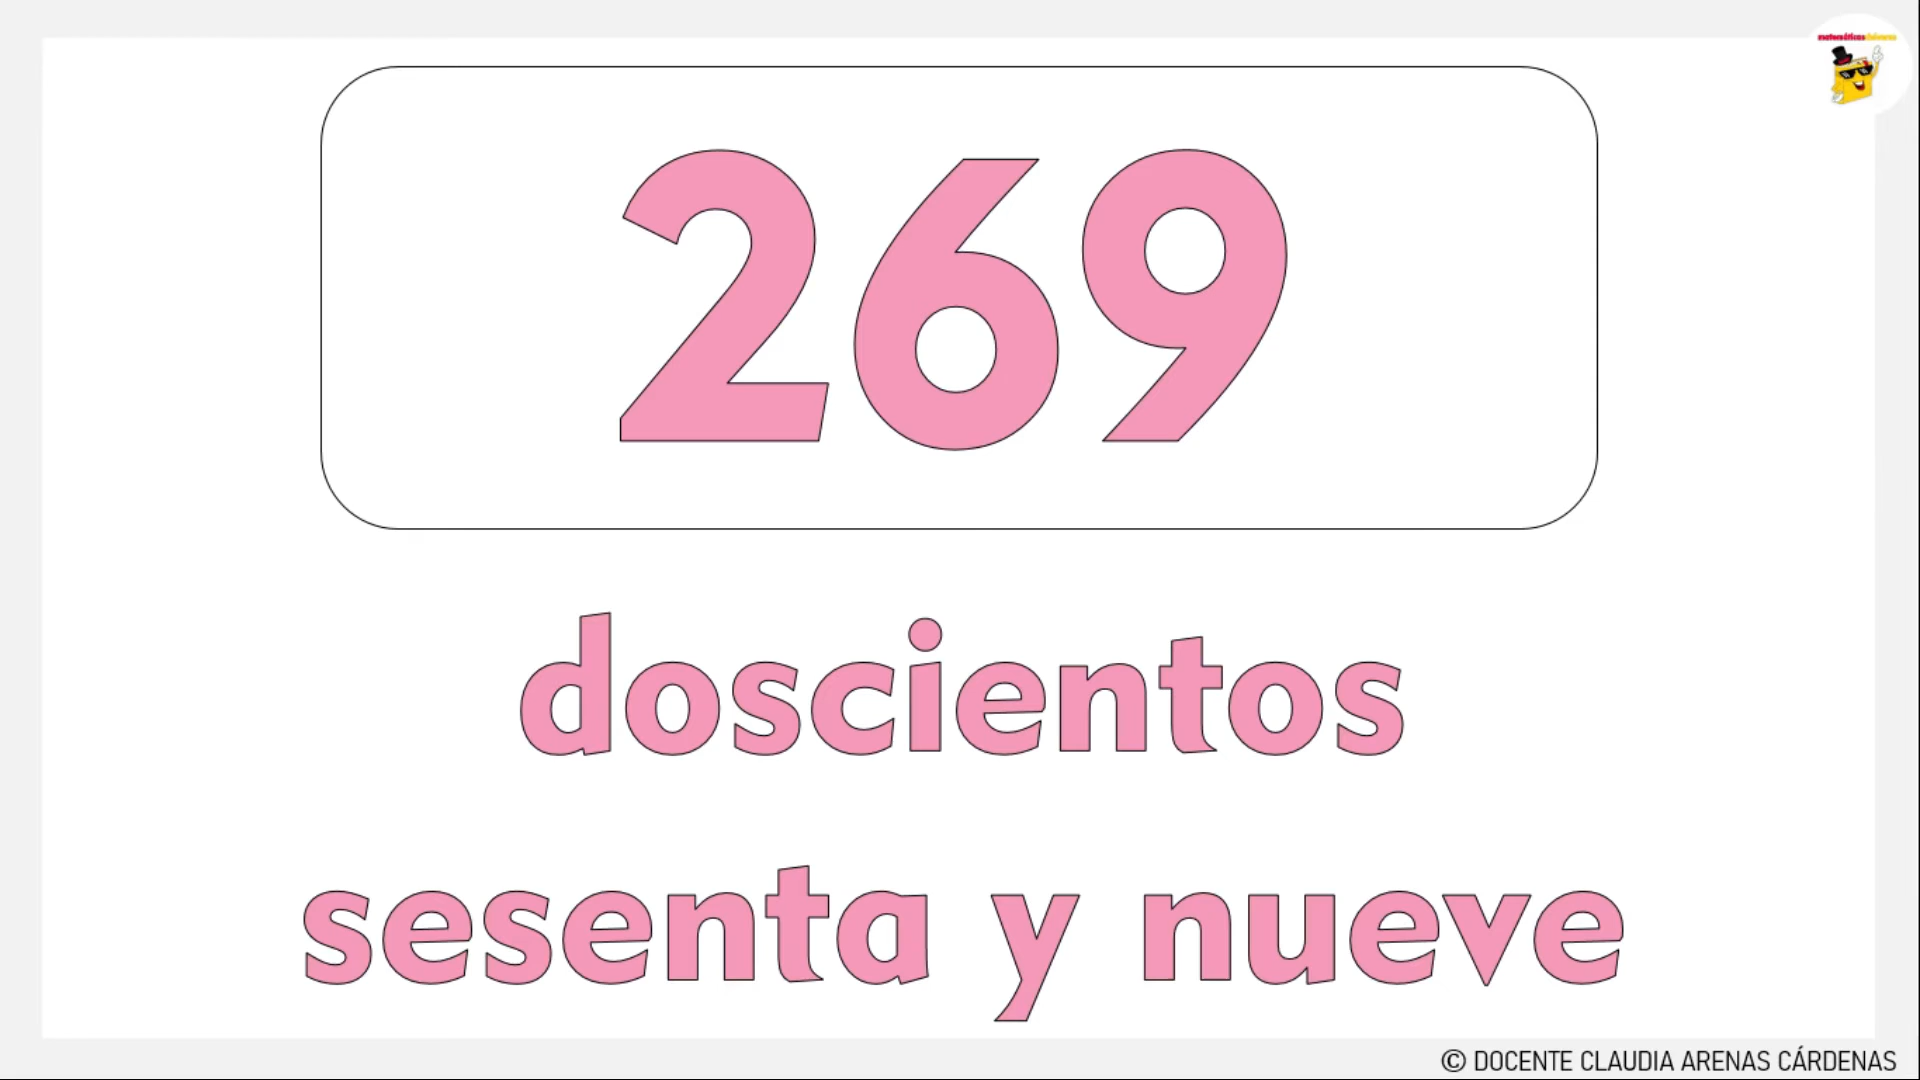 269
doscientos
sesenta y nueve
© DOCENTE CLAUDIA ARENAS CÁRDENAS